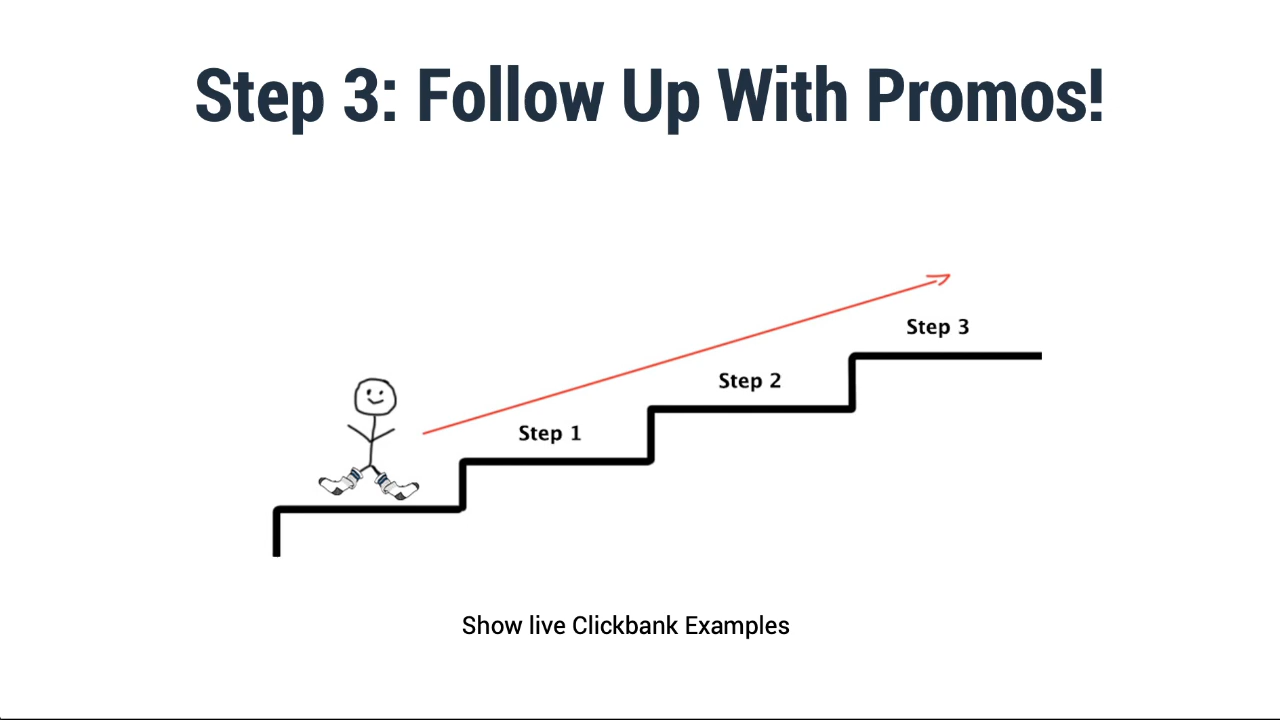 Step 3: Follow Up With Promos!
Step 3
Step 2
Step 1
Show live Clickbank Examples